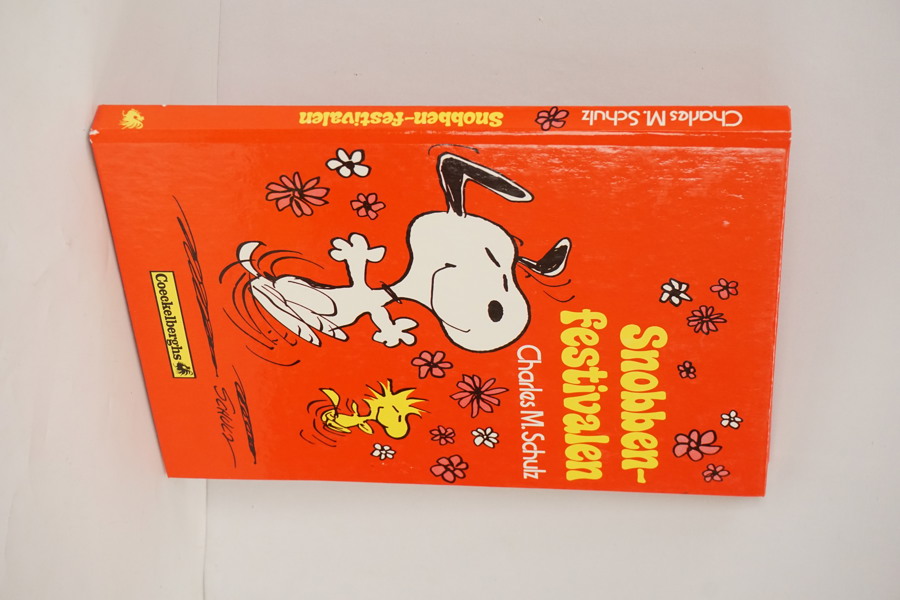 Snobben-
festivalen
Charles M. Schulz
SCHULZ
Coeckelberghs
Charles M. Schulz
Snobben-festivalen